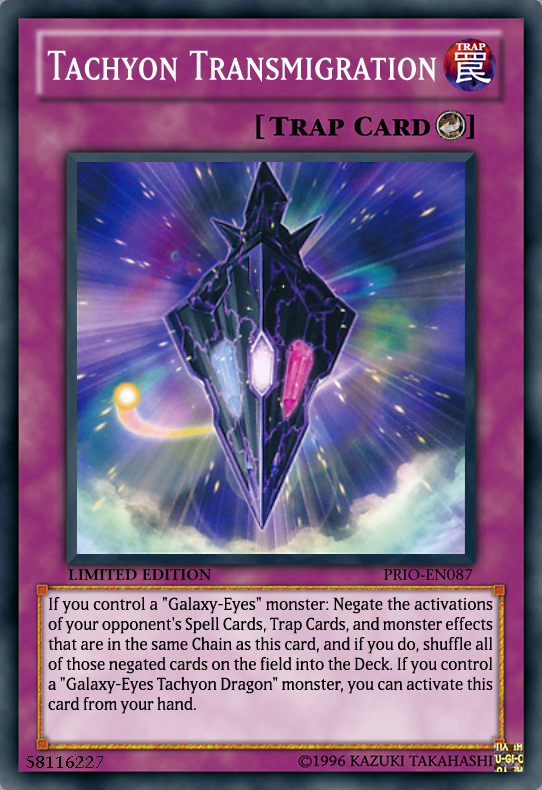 TACHYON TRANSMIGRATION
TRAP
罠
[TRAP CARD]
LIMITED EDITION
PRIO-EN087
If you control a "Galaxy-Eyes" monster: Negate the activations
of your opponent's Spell Cards, Trap Cards, and monster effects
that are in the same Chain as this card, and if you do, shuffle all
of those negated cards on the field into the Deck. If you control
a "Galaxy-Eyes Tachyon Dragon" monster, you can activate this
card from your hand.
58116227
©1996 KAZUKI TAKAHASHI